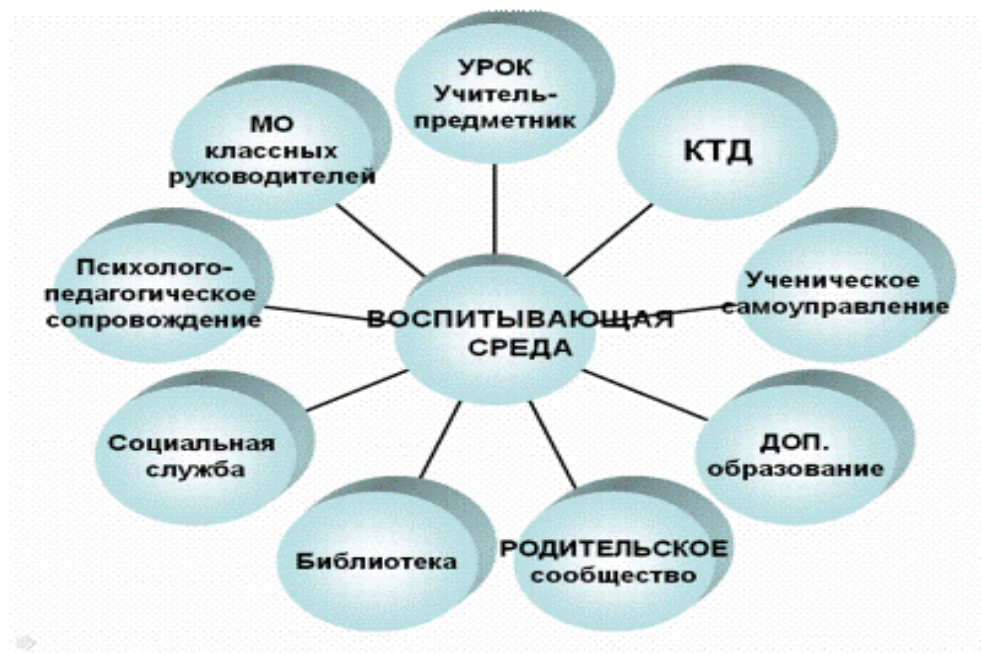 УРОК
Учитель-
предметник
КТД
Ученическое
самоуправление
ДОП.
образование
РОДИТЕЛЬСКОЕ
сообщество
Библиотека
Социальная
служба
Психолого-
педагогическое
сопровождение
МО
классных
руководителей
ВОСПИТЫВАЮЩАЯ
СРЕДА